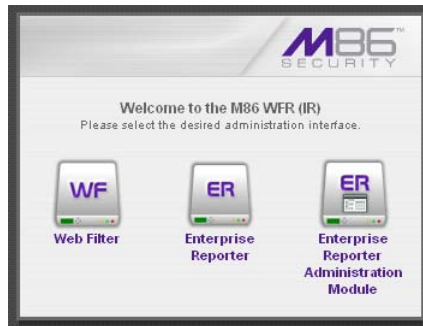 M86™
SECURITY
Welcome to the M86 WFR (IR)
Please select the desired administration interface.
WF
ER
ER
Web Filter
Enterprise
Reporter
Enterprise
Reporter
Administration
Module